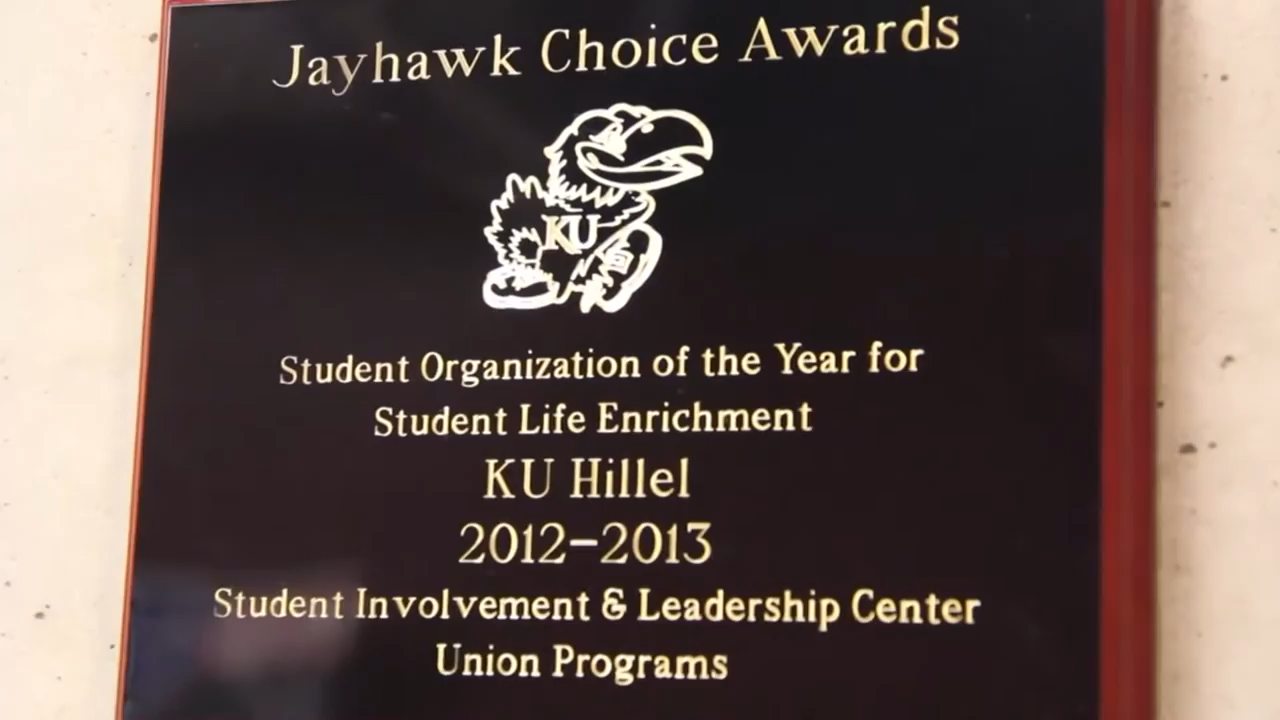 Jayhawk Choice Awards
KU
Student Organization of the Year for
Student Life Enrichment
KU Hillel
2012-2013
Student Involvement & Leadership Center
Union Programs